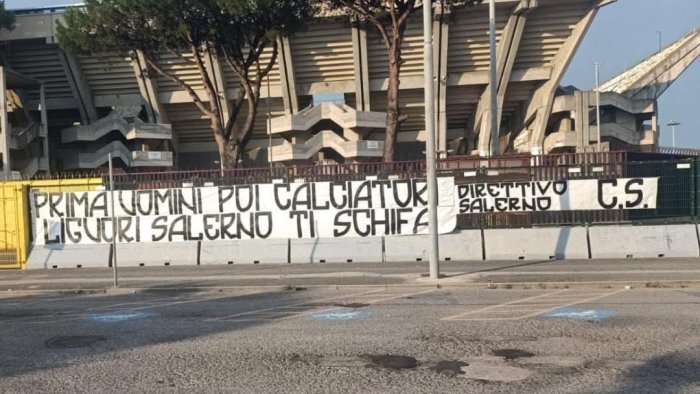 PRIMA UOMINI POI CALCIATORI
LIGUORI SALERNO TI SCHIFA
DIRETTIVO
SALERNO
C.S.